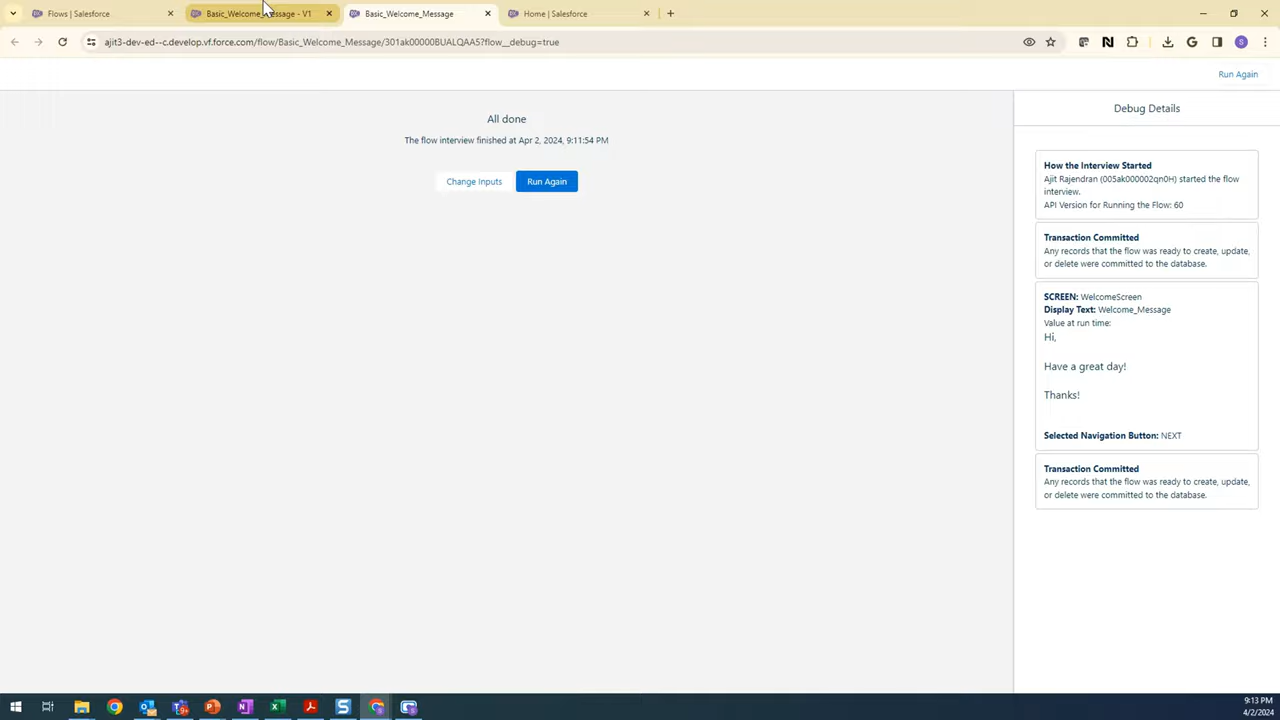 Flows | Salesforce
Basic_Welcome_Message - V1
Basic_Welcome_Message
Home | Salesforce
ajit3-dev-ed--c.develop.vf.force.com/flow/Basic_Welcome_Message/301ak00000BUALQAA5?flow__debug=true
Run Again
Debug Details
All done
The flow interview finished at Apr 2, 2024, 9:11:54 PM
Change Inputs
Run Again
How the Interview Started
Ajit Rajendran (005ak000002qn0H) started the flow
interview.
API Version for Running the Flow: 60
Transaction Committed
Any records that the flow was ready to create, update,
or delete were committed to the database.
SCREEN: WelcomeScreen
Display Text: Welcome_Message
Value at run time:
Hi,
Have a great day!
Thanks!
Selected Navigation Button: NEXT
Transaction Committed
Any records that the flow was ready to create, update,
or delete were committed to the database.
9:13 PM
4/2/2024